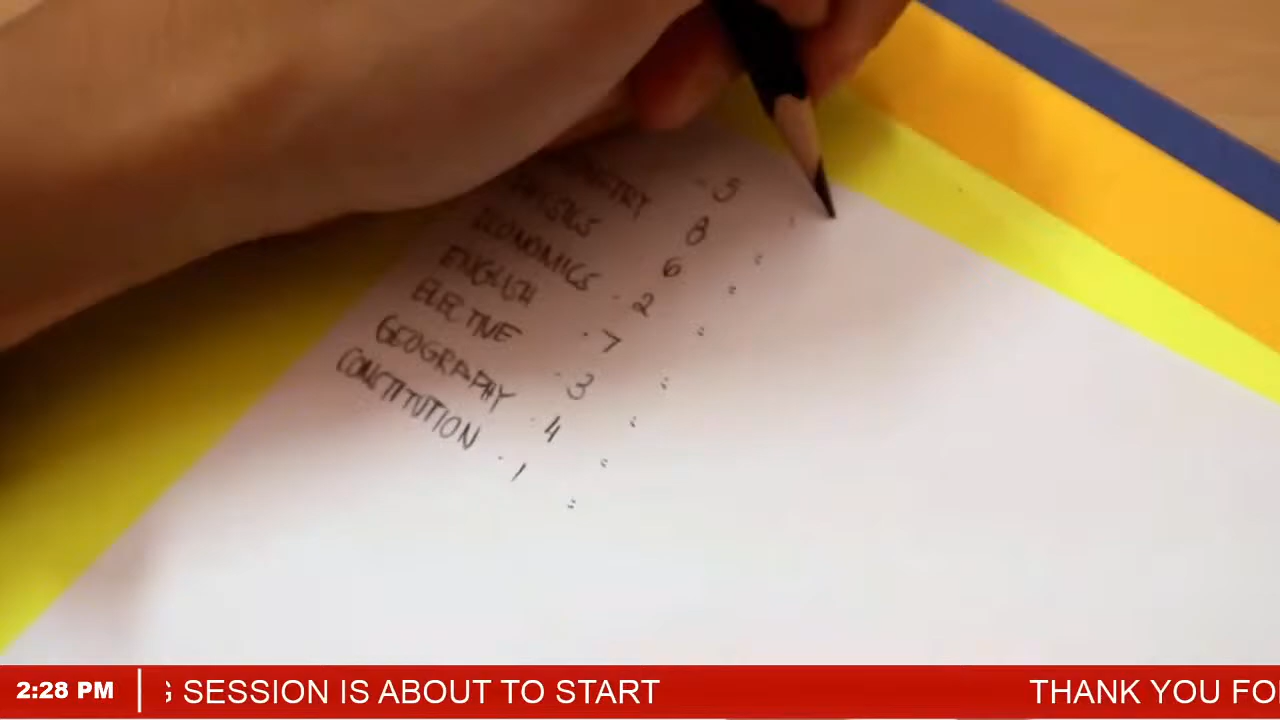 - 5
8 =
PHYSICS 6 =
ECONOMICS - 2 =
ENGLISH - 7 =
ELECTIVE - 3 =
GEOGRAPHY - 4 =
CONSTITUTION - 1 =
2:28 PM
SESSION IS ABOUT TO START
THANK YOU